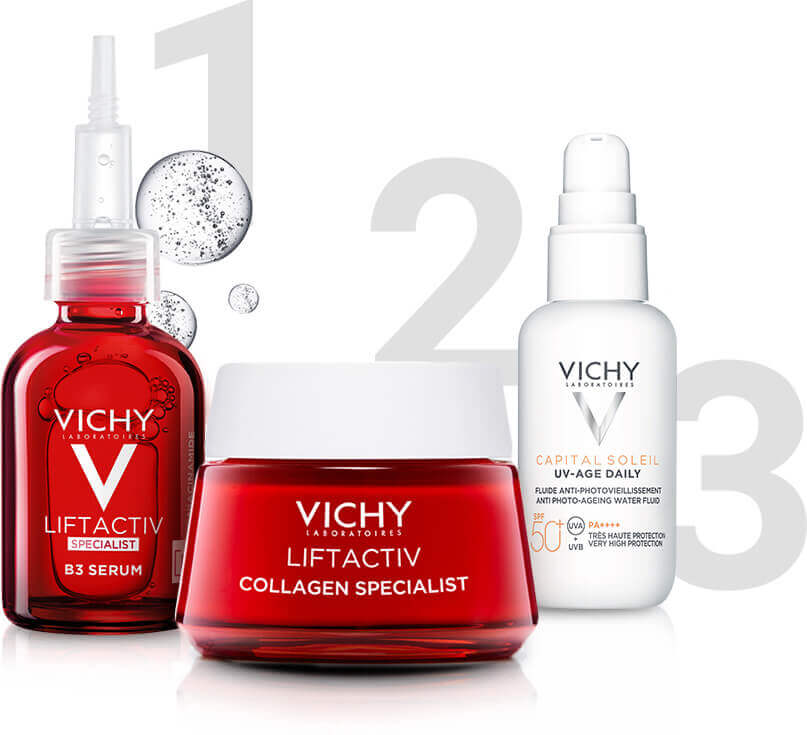 1
VICHY
LABORATOIRES
V
LIFTACTIV
SPECIALIST
B3 SERUM
NIACINAMIDE
2
VICHY
LABORATOIRES
LIFTACTIV
COLLAGEN SPECIALIST
3
VICHY
LABORATOIRES
V
CAPITAL SOLEIL
UV-AGE DAILY
FLUIDE ANTI-PHOTOVIEILLISSEMENT
ANTI PHOTO-AGEING WATER FLUID
SPF
50+
UVA
+
UVB
PA++++
TRÈS HAUTE PROTECTION
VERY HIGH PROTECTION